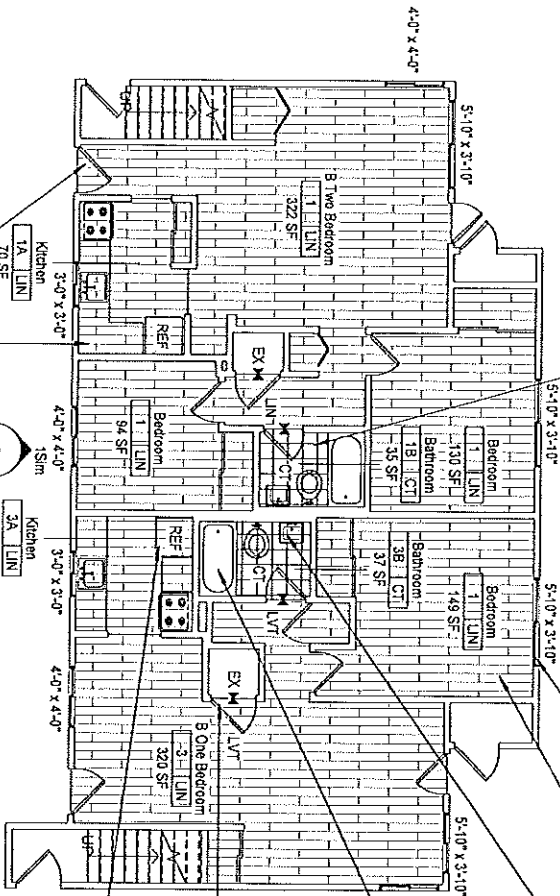 4'-0" x 4'-0"
5'-10" x 3'-10"
5'-10" x 3'-10"
5'-10" x 3'-10"
5'-10" x 3'-10"
UP
B Two Bedroom
1 LIN
322 SF
Kitchen
1A LIN
70 SF
3'-0" x 3'-0"
REF
EX
LIN
CT
Bedroom
1 LIN
94 SF
4'-0" x 4'-0"
Bedroom
1 LIN
130 SF
Bathroom
1B CT
35 SF
1Sim
Kitchen
3A LIN
3'-0" x 3'-0"
REF
CT
LVT
Bathroom
3B CT
37 SF
Bedroom
1 LIN
149 SF
4'-0" x 4'-0"
EX
LVT
B One Bedroom
3 LIN
320 SF
UP